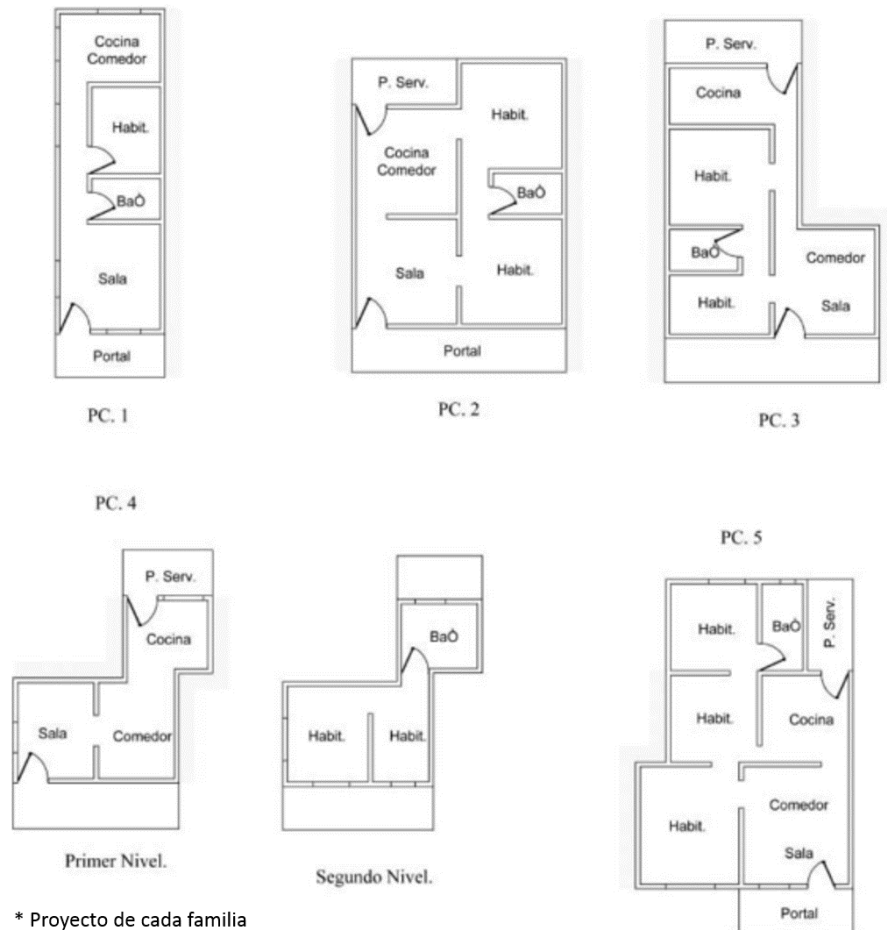 Cocina
Comedor
Habit.
BaÒ
Sala
Portal
PC. 1
P. Serv.
Habit.
Cocina
Comedor
BaÒ
Sala
Habit.
Portal
PC. 2
P. Serv.
Cocina
Habit.
BaÒ
Comedor
Habit.
Sala
PC. 3
PC. 4
P. Serv.
Cocina
Sala
Comedor
Primer Nivel.
BaÒ
Habit.
Habit.
Segundo Nivel.
PC. 5
Habit.
BaÒ
P. Serv.
Habit.
Cocina
Habit.
Comedor
Sala
Portal
* Proyecto de cada familia